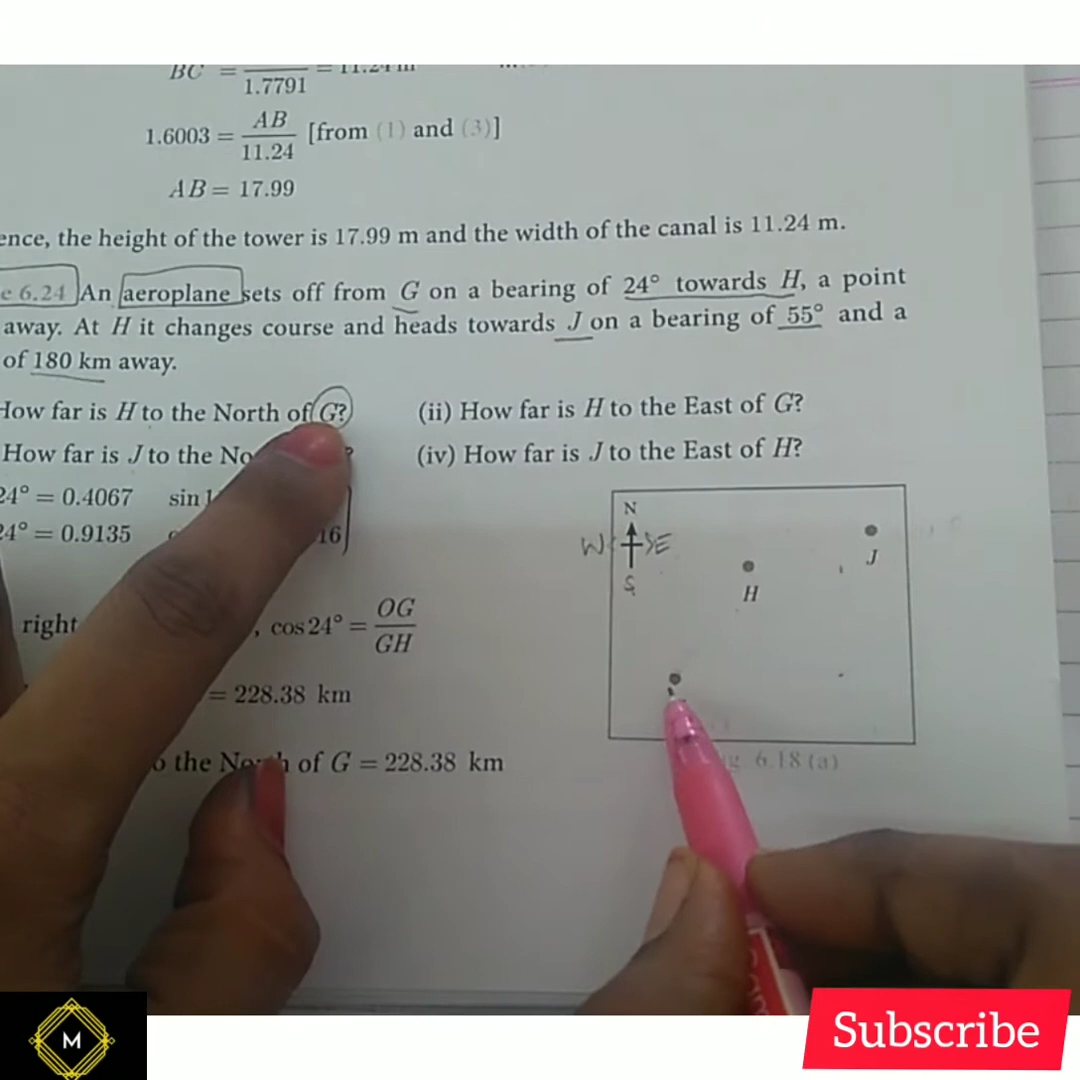 BC =
1.7791
1.6003 = AB / 11.24 [from (1) and (3)]
AB = 17.99
ence, the height of the tower is 17.99 m and the width of the canal is 11.24 m.
e 6.24 An aeroplane sets off from G on a bearing of 24° towards H, a point
away. At H it changes course and heads towards J on a bearing of 55° and a
of 180 km away.
How far is H to the North of G? (ii) How far is H to the East of G?
How far is J to the No ? (iv) How far is J to the East of H?
24° = 0.4067 sin
24° = 0.9135 16
right , cos 24° = OG / GH
= 228.38 km
o the North of G = 228.38 km
N
W E
S
J
H
6.18 (a)
M
Subscribe